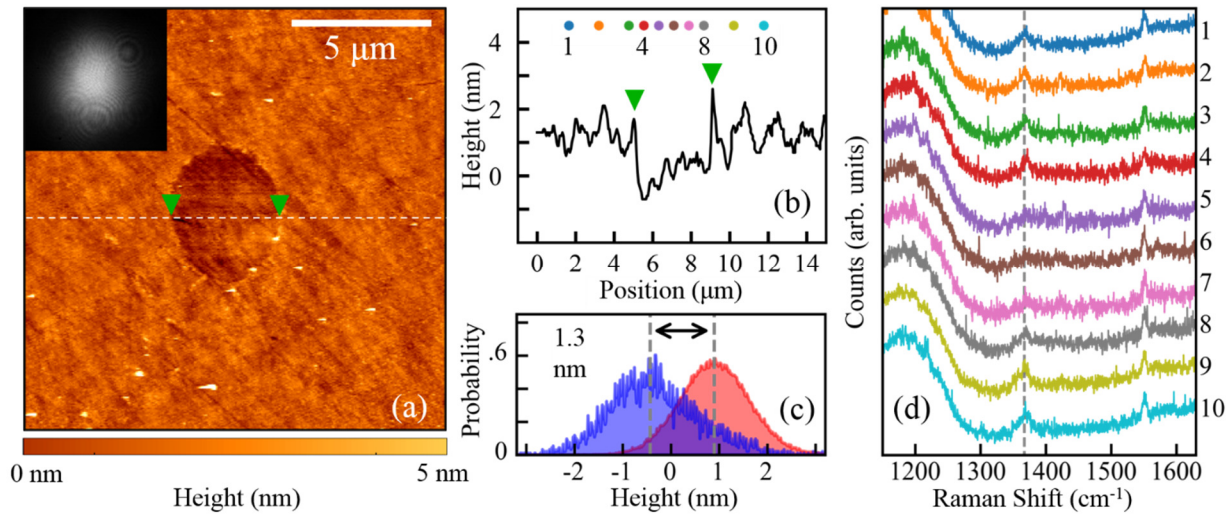 5 μm
(a)
0 nm
5 nm
Height (nm)
4
2
0
Height (nm)
1
4
8
10
(b)
0 2 4 6 8 10 12 14
Position (μm)
.6
0
Probability
1.3
nm
(c)
-2 -1 0 1 2
Height (nm)
Counts (arb. units)
1
2
3
4
5
6
7
8
9
10
(d)
1200 1300 1400 1500 1600
Raman Shift (cm⁻¹)